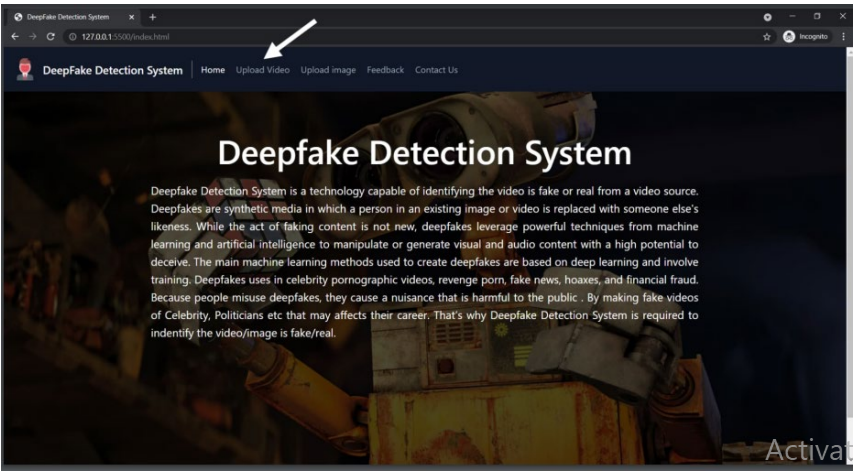 DeepFake Detection System
127.0.0.1:5500/index.html
Incognito
DeepFake Detection System
Home
Upload Video
Upload image
Feedback
Contact Us
Deepfake Detection System
Deepfake Detection System is a technology capable of identifying the video is fake or real from a video source.
Deepfakes are synthetic media in which a person in an existing image or video is replaced with someone else's
likeness. While the act of faking content is not new, deepfakes leverage powerful techniques from machine
learning and artificial intelligence to manipulate or generate visual and audio content with a high potential to
deceive. The main machine learning methods used to create deepfakes are based on deep learning and involve
training. Deepfakes uses in celebrity pornographic videos, revenge porn, fake news, hoaxes, and financial fraud.
Because people misuse deepfakes, they cause a nuisance that is harmful to the public . By making fake videos
of Celebrity, Politicians etc that may affects their career. That's why Deepfake Detection System is required to
indentify the video/image is fake/real.
Activat